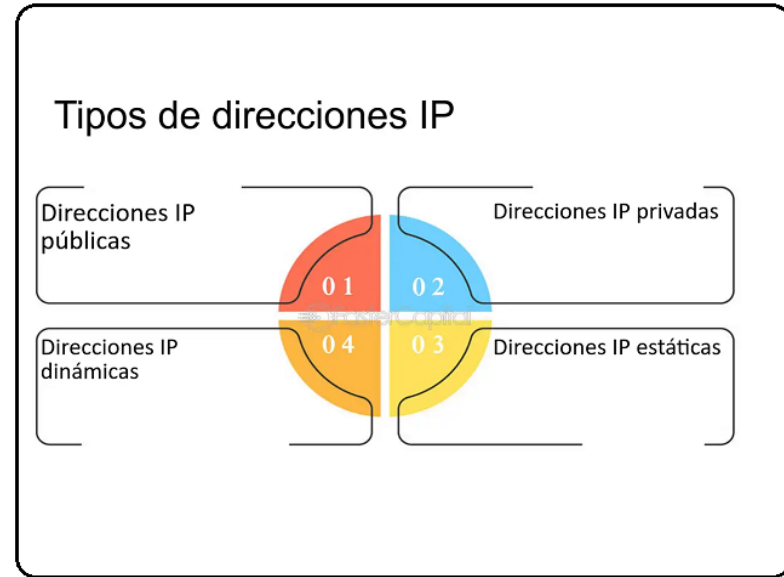 Tipos de direcciones IP
Direcciones IP
públicas
Direcciones IP privadas
0 1
0 2
FasterCapital
0 4
0 3
Direcciones IP
dinámicas
Direcciones IP estáticas